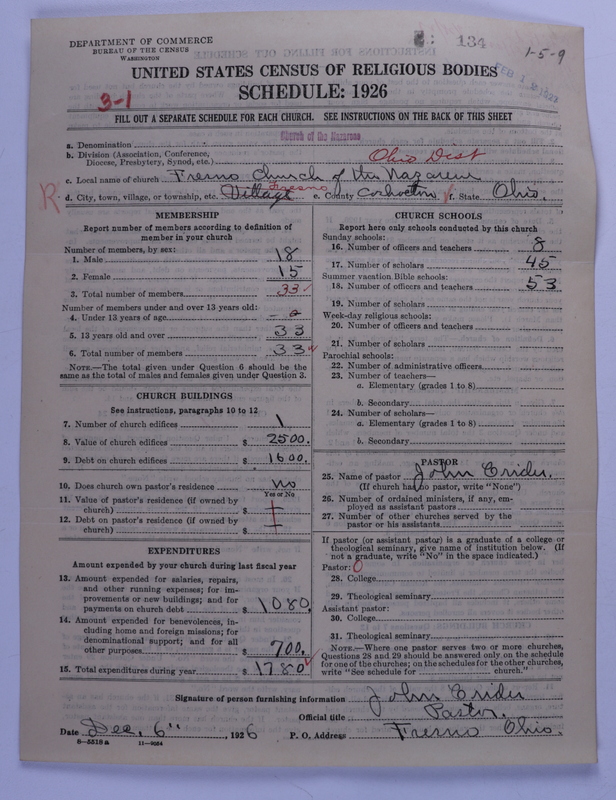 DEPARTMENT OF COMMERCE
BUREAU OF THE CENSUS
WASHINGTON
134
1-5-9
UNITED STATES CENSUS OF RELIGIOUS BODIES
FEB 1 1927
SCHEDULE: 1926
3-1
FILL OUT A SEPARATE SCHEDULE FOR EACH CHURCH. SEE INSTRUCTIONS ON THE BACK OF THIS SHEET
a. Denomination Church of the Nazarene
b. Division (Association, Conference,
Diocese, Presbytery, Synod, etc.) Ohio Dist
c. Local name of church Fresno Church of the Nazarene
R d. City, town, village, or township, etc. Village Fresno e. County Coshocton f. State Ohio.
MEMBERSHIP
Report number of members according to definition of
member in your church
Number of members, by sex:
1. Male 18
2. Female 15
3. Total number of members 33
Number of members under and over 13 years old:
4. Under 13 years of age - 0
5. 13 years old and over 33
6. Total number of members 33
NOTE.—The total given under Question 6 should be
same as the total of males and females given under Question 3.
CHURCH BUILDINGS
See instructions, paragraphs 10 to 12
7. Number of church edifices 1
8. Value of church edifices $ 2500.
9. Debt on church edifices $ 1600.
10. Does church own pastor's residence No
Yes or No
11. Value of pastor's residence (if owned by
church) $
12. Debt on pastor's residence (if owned by
church) $
EXPENDITURES
Amount expended by your church during last fiscal year
13. Amount expended for salaries, repairs,
and other running expenses; for im-
provements or new buildings; and for
payments on church debt $ 1080.
14. Amount expended for benevolences, in-
cluding home and foreign missions; for
denominational support; and for all
other purposes $ 700.
15. Total expenditures during year $ 1780
CHURCH SCHOOLS
Report here only schools conducted by this church
Sunday schools:
16. Number of officers and teachers 8
17. Number of scholars 45
Summer vacation Bible schools:
18. Number of officers and teachers 53
19. Number of scholars
Week-day religious schools:
20. Number of officers and teachers
21. Number of scholars
Parochial schools:
22. Number of administrative officers
23. Number of teachers—
a. Elementary (grades 1 to 8)
b. Secondary
24. Number of scholars—
a. Elementary (grades 1 to 8)
b. Secondary
PASTOR
25. Name of pastor John Crider.
(If church has no pastor, write "None")
26. Number of ordained ministers, if any, em-
ployed as assistant pastors
27. Number of other churches served by the
pastor or his assistants
If pastor (or assistant pastor) is a graduate of a college or
theological seminary, give name of institution below. (If
not a graduate, write "No" in the space indicated.)
Pastor: 0
28. College
29. Theological seminary
Assistant pastor:
30. College
31. Theological seminary
NOTE.—Where one pastor serves two or more churches,
Questions 28 and 29 should be answered only on the schedule
for one of the churches; on the schedules for the other churches,
write "See schedule for church."
Signature of person furnishing information John Crider
Official title Pastor.
Date Dec. 6", 1926 P. O. Address Fresno Ohio.
8-5518a 11-9084